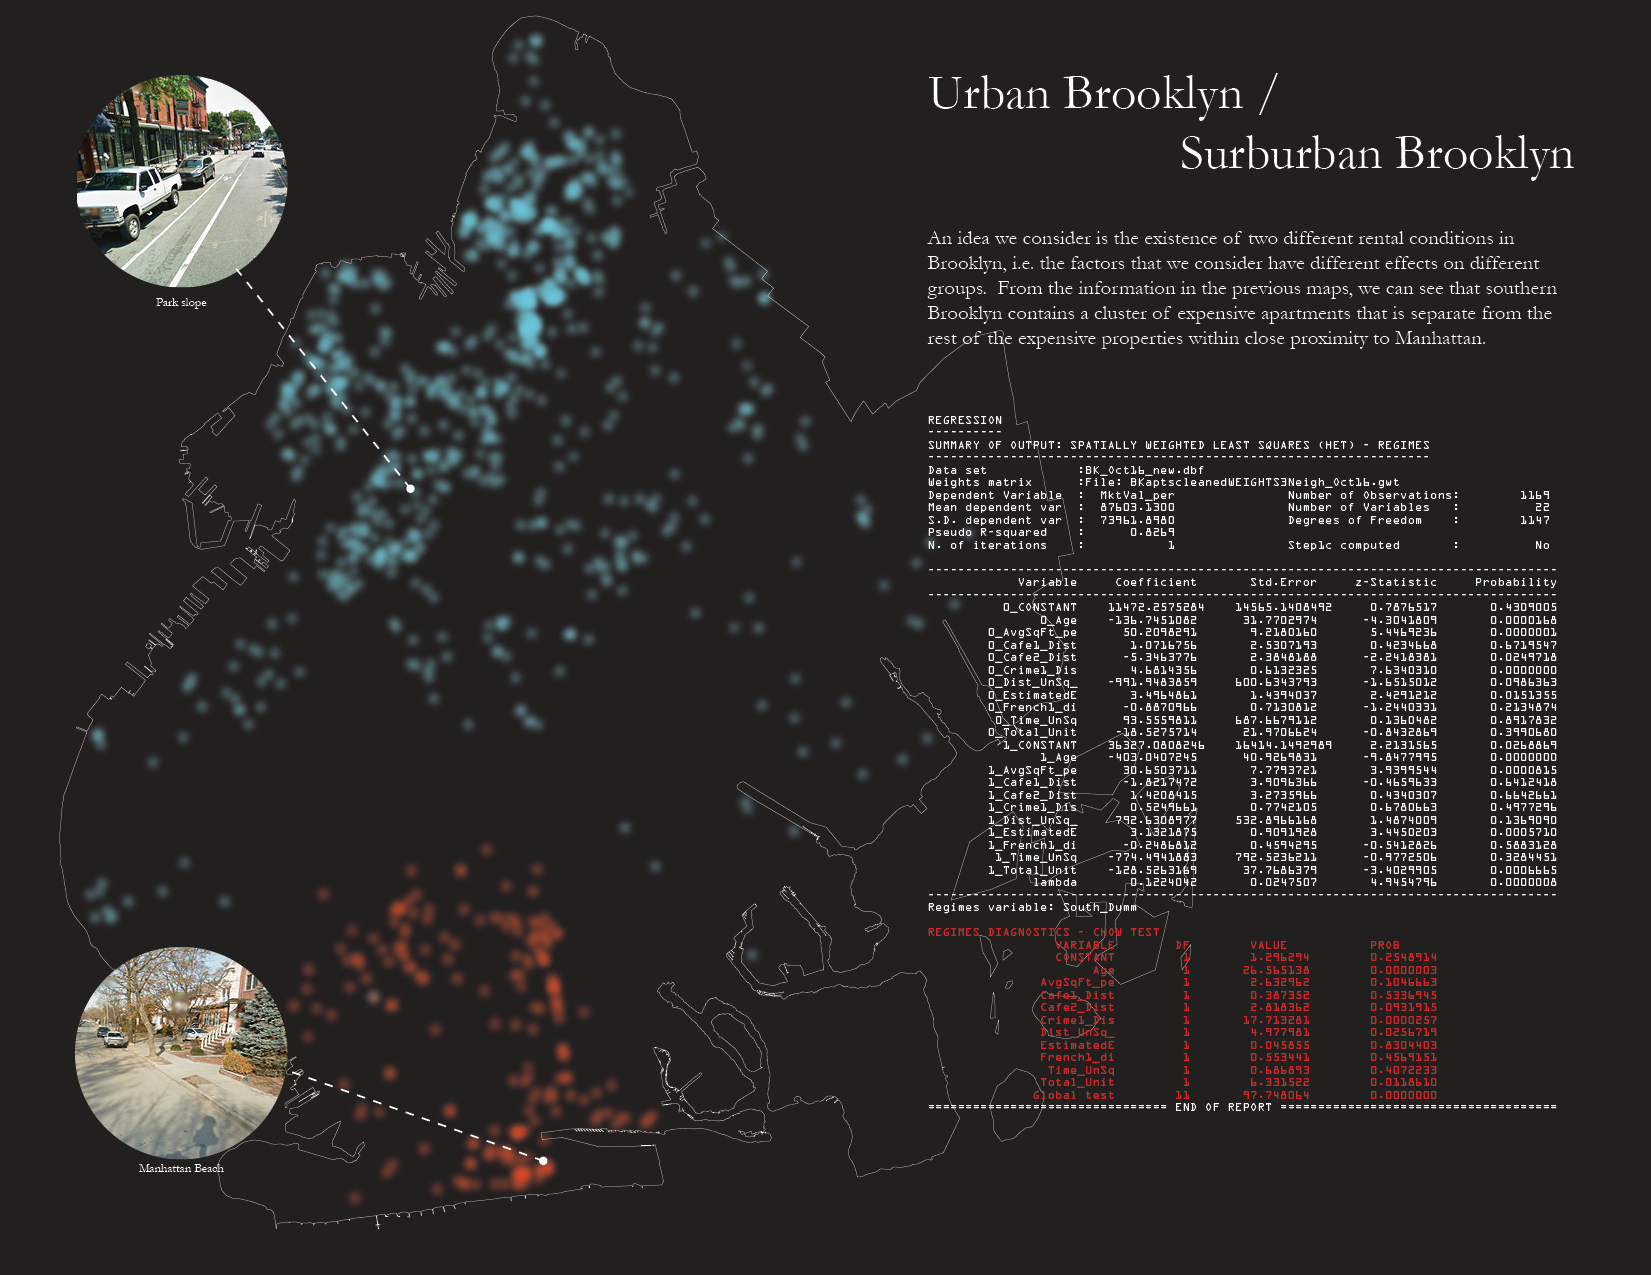 Urban Brooklyn /
Surburban Brooklyn
An idea we consider is the existence of two different rental conditions in
Brooklyn, i.e. the factors that we consider have different effects on different
groups.  From the information in the previous maps, we can see that southern
Brooklyn contains a cluster of expensive apartments that is separate from the
rest of the expensive properties within close proximity to Manhattan.
Park slope
Manhattan Beach
REGRESSION
----------
SUMMARY OF OUTPUT: SPATIALLY WEIGHTED LEAST SQUARES (HET) - REGIMES
-------------------------------------------------------------------
Data set :BK_Oct16_new.dbf
Weights matrix :File: BKaptscleanedWEIGHTS3Neigh_Oct16.gwt
Dependent Variable : MktVal_per Number of Observations: 1169
Mean dependent var : 87603.1300 Number of Variables : 22
S.D. dependent var : 73961.8980 Degrees of Freedom : 1147
Pseudo R-squared : 0.8269
N. of iterations : 1 Step1c computed : No
------------------------------------------------------------------------------------
Variable Coefficient Std.Error z-Statistic Probability
------------------------------------------------------------------------------------
0_CONSTANT 11472.2575284 14565.1408492 0.7876517 0.4309005
0_Age -136.7451082 31.7702974 -4.3041809 0.0000168
0_AvgSqFt_pe 50.2098291 9.2180160 5.4469236 0.0000001
0_Cafe1_Dist 1.0716756 2.5307193 0.4234668 0.6719547
0_Cafe2_Dist -5.3463776 2.3848188 -2.2418381 0.0249718
0_Crime1_Dis 4.6814356 0.6132325 7.6340310 0.0000000
0_Dist_UnSq_ -991.9483859 600.6343793 -1.6515012 0.0986363
0_EstimatedE 3.4964861 1.4394037 2.4291212 0.0151355
0_French1_di -0.8870966 0.7130812 -1.2440331 0.2134874
0_Time_UnSq 93.5559811 687.6679112 0.1360482 0.8917832
0_Total_Unit -18.5275714 21.9706624 -0.8432869 0.3990680
1_CONSTANT 36327.0808246 16414.1492989 2.2131565 0.0268869
1_Age -403.0407245 40.9269831 -9.8477995 0.0000000
1_AvgSqFt_pe 30.6503711 7.7793721 3.9399544 0.0000815
1_Cafe1_Dist -1.8217472 3.9096366 -0.4659633 0.6412418
1_Cafe2_Dist 1.4208415 3.2735966 0.4340307 0.6642661
1_Crime1_Dis 0.5249661 0.7742105 0.6780663 0.4977296
1_Dist_UnSq_ 792.6308977 532.8966168 1.4874009 0.1369090
1_EstimatedE 3.1321875 0.9091928 3.4450203 0.0005710
1_French1_di -0.2486812 0.4594295 -0.5412826 0.5883128
1_Time_UnSq -774.4941883 792.5236211 -0.9772506 0.3284451
1_Total_Unit -128.5263169 37.7686379 -3.4029905 0.0006665
lambda 0.1224042 0.0247507 4.9454796 0.0000008
------------------------------------------------------------------------------------
Regimes variable: South_Dumm
REGIMES DIAGNOSTICS - CHOW TEST
VARIABLE DF VALUE PROB
CONSTANT 1 1.296294 0.2548914
Age 1 26.565138 0.0000003
AvgSqFt_pe 1 2.632962 0.1046663
Cafe1_Dist 1 0.387352 0.5336945
Cafe2_Dist 1 2.818362 0.0931915
Crime1_Dis 1 17.713281 0.0000257
Dist_UnSq_ 1 4.977981 0.0256719
EstimatedE 1 0.045855 0.8304403
French1_di 1 0.553441 0.4569151
Time_UnSq 1 0.686893 0.4072233
Total_Unit 1 6.331522 0.0118610
Global test 11 97.748064 0.0000000
================================ END OF REPORT =====================================